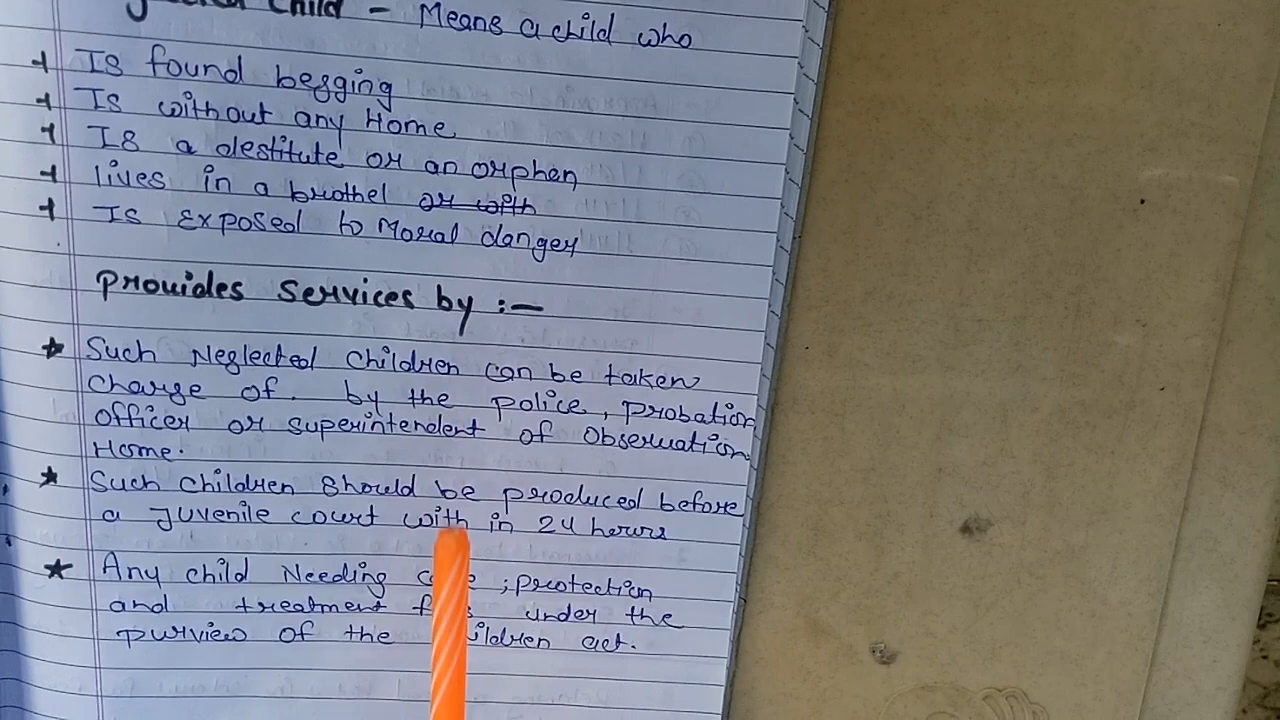 Child - Means a child who
Is found begging
Is without any Home
Is a destitute or an orphan
lives in a brothel or with
Is Exposed to Moral danger
Provides Services by :-
Such Neglected children can be taken
charge of. by the police, probation
officer or superintendent of Observation
Home.
Such children should be produced before
a Juvenile court with in 24 hours
Any child Needing ; protection
and treatment under the
purview of the act.